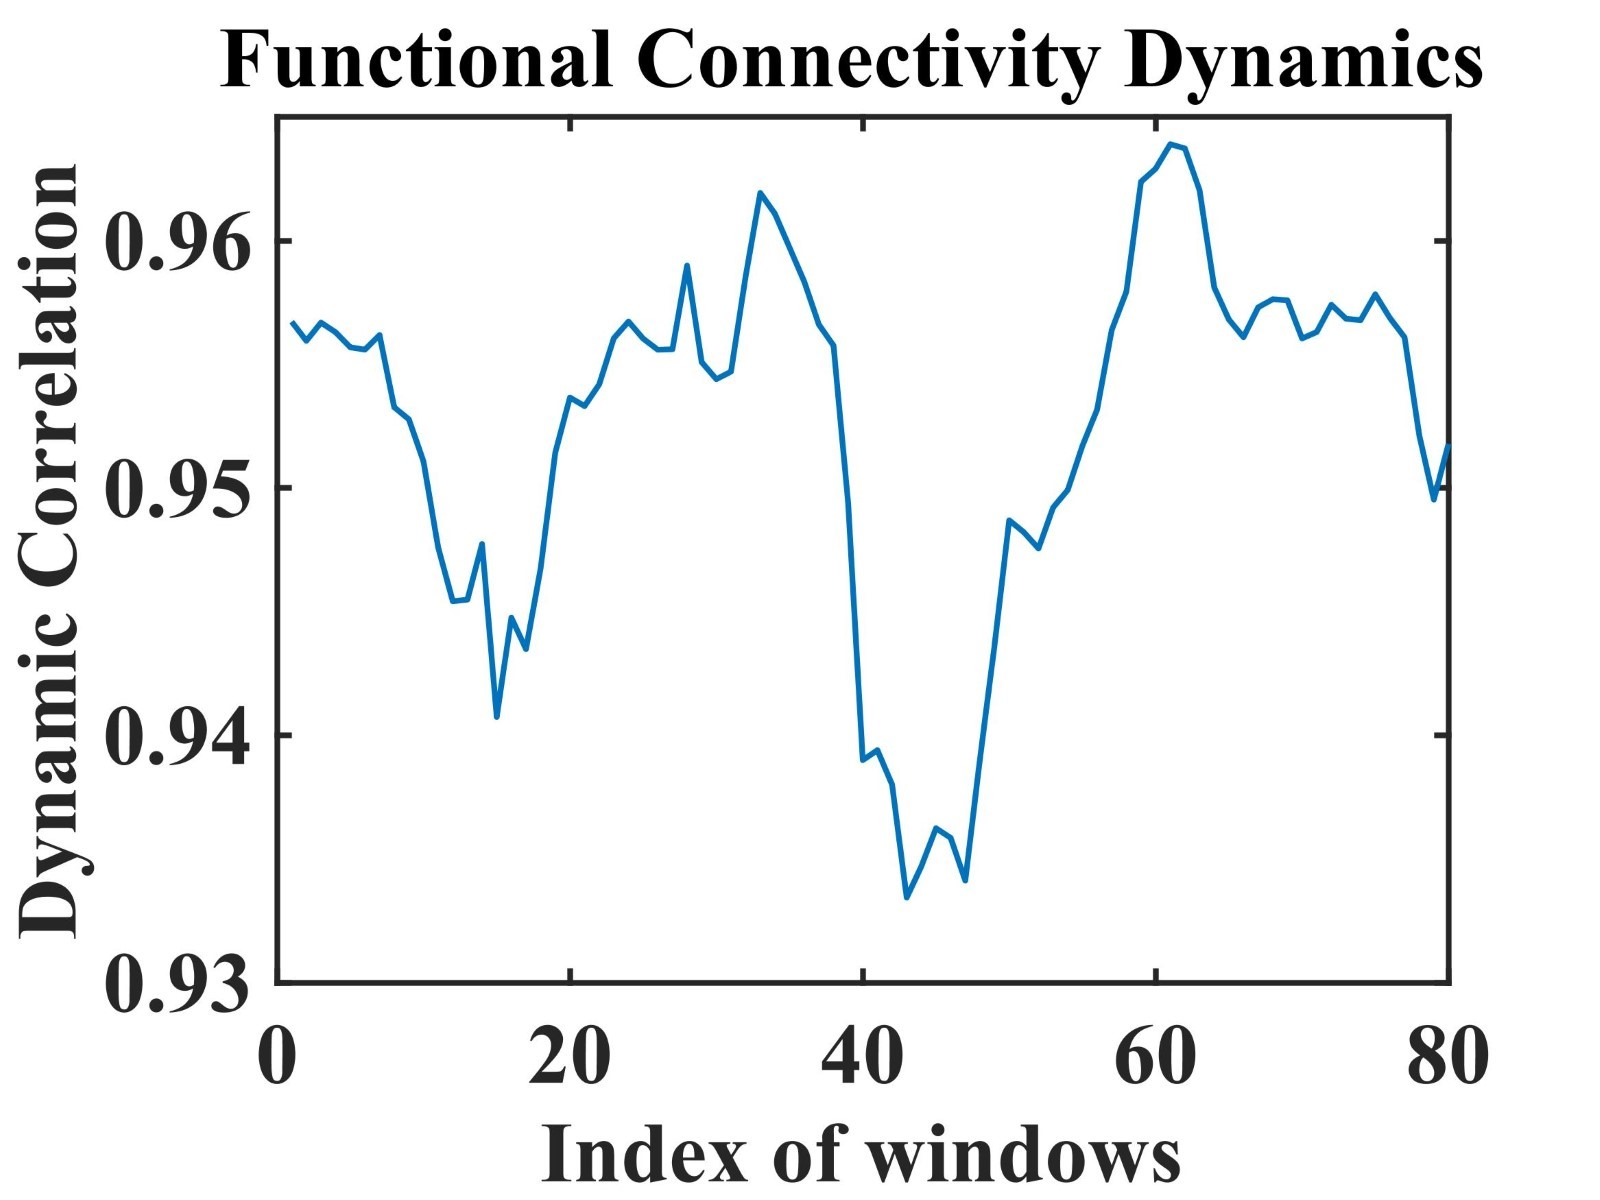 Functional Connectivity Dynamics
Dynamic Correlation
0.96
0.95
0.94
0.93
0 20 40 60 80
Index of windows